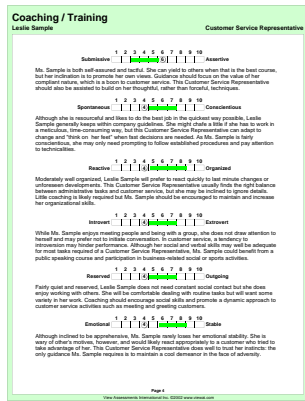 Coaching / Training
Leslie Sample Customer Service Representative
1 2 3 4 5 6 7 8 9 10
Submissive 6 Assertive
Ms. Sample is both self-assured and tactful. She can yield to others when that is the best course,
but her inclination is to promote her own views. Guidance should focus on the value of her
compliant nature, which is a boon to customer service. This Customer Service Representative
should also be assisted to build on her thoughtful, rather than forceful, techniques.
1 2 3 4 5 6 7 8 9 10
Spontaneous 4 Conscientious
Although she is resourceful and likes to do the best job in the quickest way possible, Leslie
Sample generally keeps within company guidelines. She might chafe a little if she has to work in
a meticulous, time-consuming way, but this Customer Service Representative can adapt to
change and "think on her feet" when fast decisions are needed. As Ms. Sample is fairly
conscientious, she may only need prompting to follow established procedures and pay attention
to technicalities.
1 2 3 4 5 6 7 8 9 10
Reactive 4 Organized
Moderately well organized, Leslie Sample will prefer to react quickly to last minute changes or
unforeseen developments. This Customer Service Representative usually finds the right balance
between administrative tasks and customer service, but she may be inclined to ignore details.
Little coaching is likely required but Ms. Sample should be encouraged to maintain and increase
her organizational skills.
1 2 3 4 5 6 7 8 9 10
Introvert 4 Extrovert
While Ms. Sample enjoys meeting people and being with a group, she does not draw attention to
herself and may prefer not to initiate conversation. In customer service, a tendency to
introversion may hinder performance. Although her social and verbal skills may well be adequate
for most tasks required of a Customer Service Representative, Ms. Sample could benefit from a
public speaking course and participation in business-related social or sports activities.
1 2 3 4 5 6 7 8 9 10
Reserved 4 Outgoing
Fairly quiet and reserved, Leslie Sample does not need constant social contact but she does
enjoy working with others. She will be comfortable dealing with routine tasks but will want some
variety in her work. Coaching should encourage social skills and promote a dynamic approach to
customer service activities such as meeting and greeting customers.
1 2 3 4 5 6 7 8 9 10
Emotional 4 Stable
Although inclined to be apprehensive, Ms. Sample rarely loses her emotional stability. She is
wary of other's motives, however, and would likely react appropriately to a customer who tried to
take advantage of her. This Customer Service Representative does well to trust her instincts: the
only guidance Ms. Sample requires is to maintain a cool demeanor in the face of adversity.
Page 4